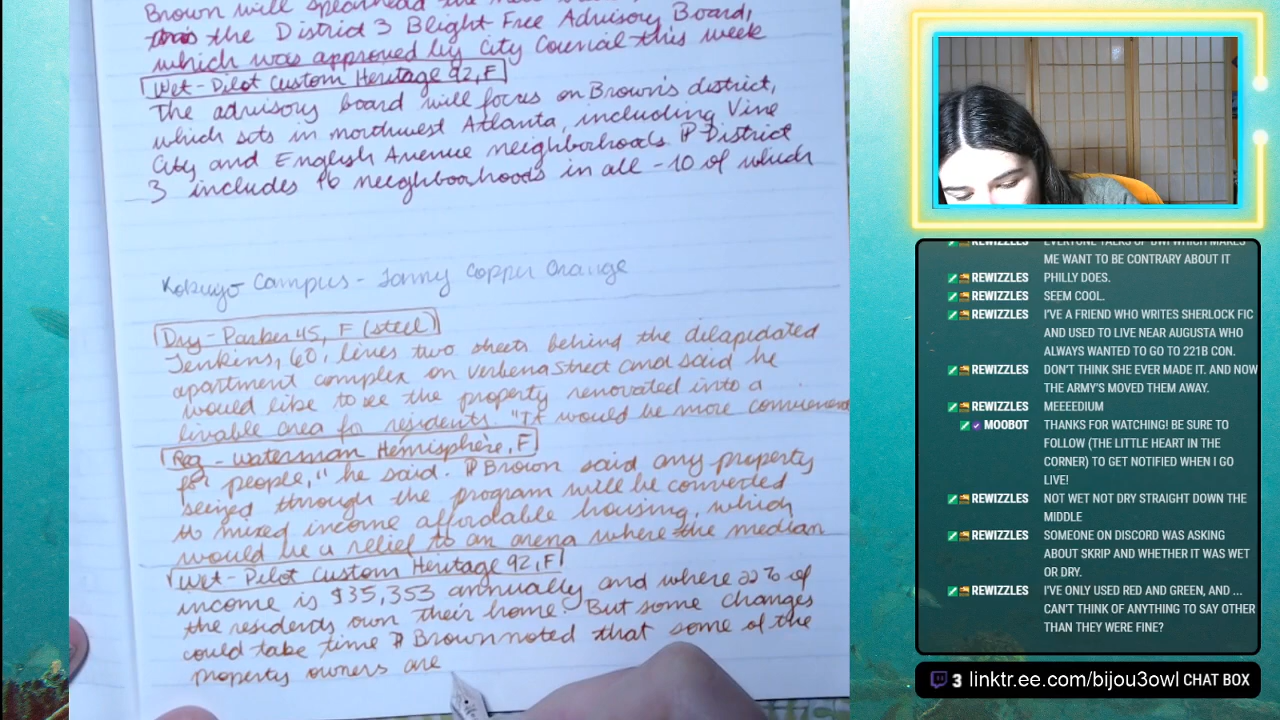 Brown will spearhead the
this the District 3 Blight Free Advisory Board,
which was approved by City Council this week
Wet-Pilot Custom Heritage 92, F
The advisory board will focus on Brown's district,
which sots in northwest Atlanta, including Vine
City and English Avenue neighborhoods. ¶ District
3 includes 16 neighborhoods in all - 10 of which
Kobuyo Campus - Tommy Copper Orange
Dry - Parker 45, F (steel)
Jenkins, 60, lives two sheets behind the dilapidated
apartment complex on Verbena Street and said he
would like to see the property renovated into a
livable area for residents. "It would be more convenient
Reg - Waterman Hemisphère, F
for people," he said. ¶ Brown said any property
seized through the program will be converted
to mixed income affordable housing, which
would be a relief to an arena where the median
Wet - Pilot Custom Heritage 92, F
income is $35,353 annually and where 22% of
the residents own their home. But some changes
could take time ¶ Brown noted that some of the
property owners are
REWIZZLES EVERYONE TALKS OF DWI WHICH MAKES
ME WANT TO BE CONTRARY ABOUT IT
REWIZZLES PHILLY DOES.
REWIZZLES SEEM COOL.
REWIZZLES I'VE A FRIEND WHO WRITES SHERLOCK FIC
AND USED TO LIVE NEAR AUGUSTA WHO
ALWAYS WANTED TO GO TO 221B CON.
REWIZZLES DON'T THINK SHE EVER MADE IT. AND NOW
THE ARMY'S MOVED THEM AWAY.
REWIZZLES MEEEEDIUM
MOOBOT THANKS FOR WATCHING! BE SURE TO
FOLLOW (THE LITTLE HEART IN THE
CORNER) TO GET NOTIFIED WHEN I GO
LIVE!
REWIZZLES NOT WET NOT DRY STRAIGHT DOWN THE
MIDDLE
REWIZZLES SOMEONE ON DISCORD WAS ASKING
ABOUT SKRIP AND WHETHER IT WAS WET
OR DRY.
REWIZZLES I'VE ONLY USED RED AND GREEN, AND ...
CAN'T THINK OF ANYTHING TO SAY OTHER
THAN THEY WERE FINE?
3 linktr.ee.com/bijou3owl CHAT BOX